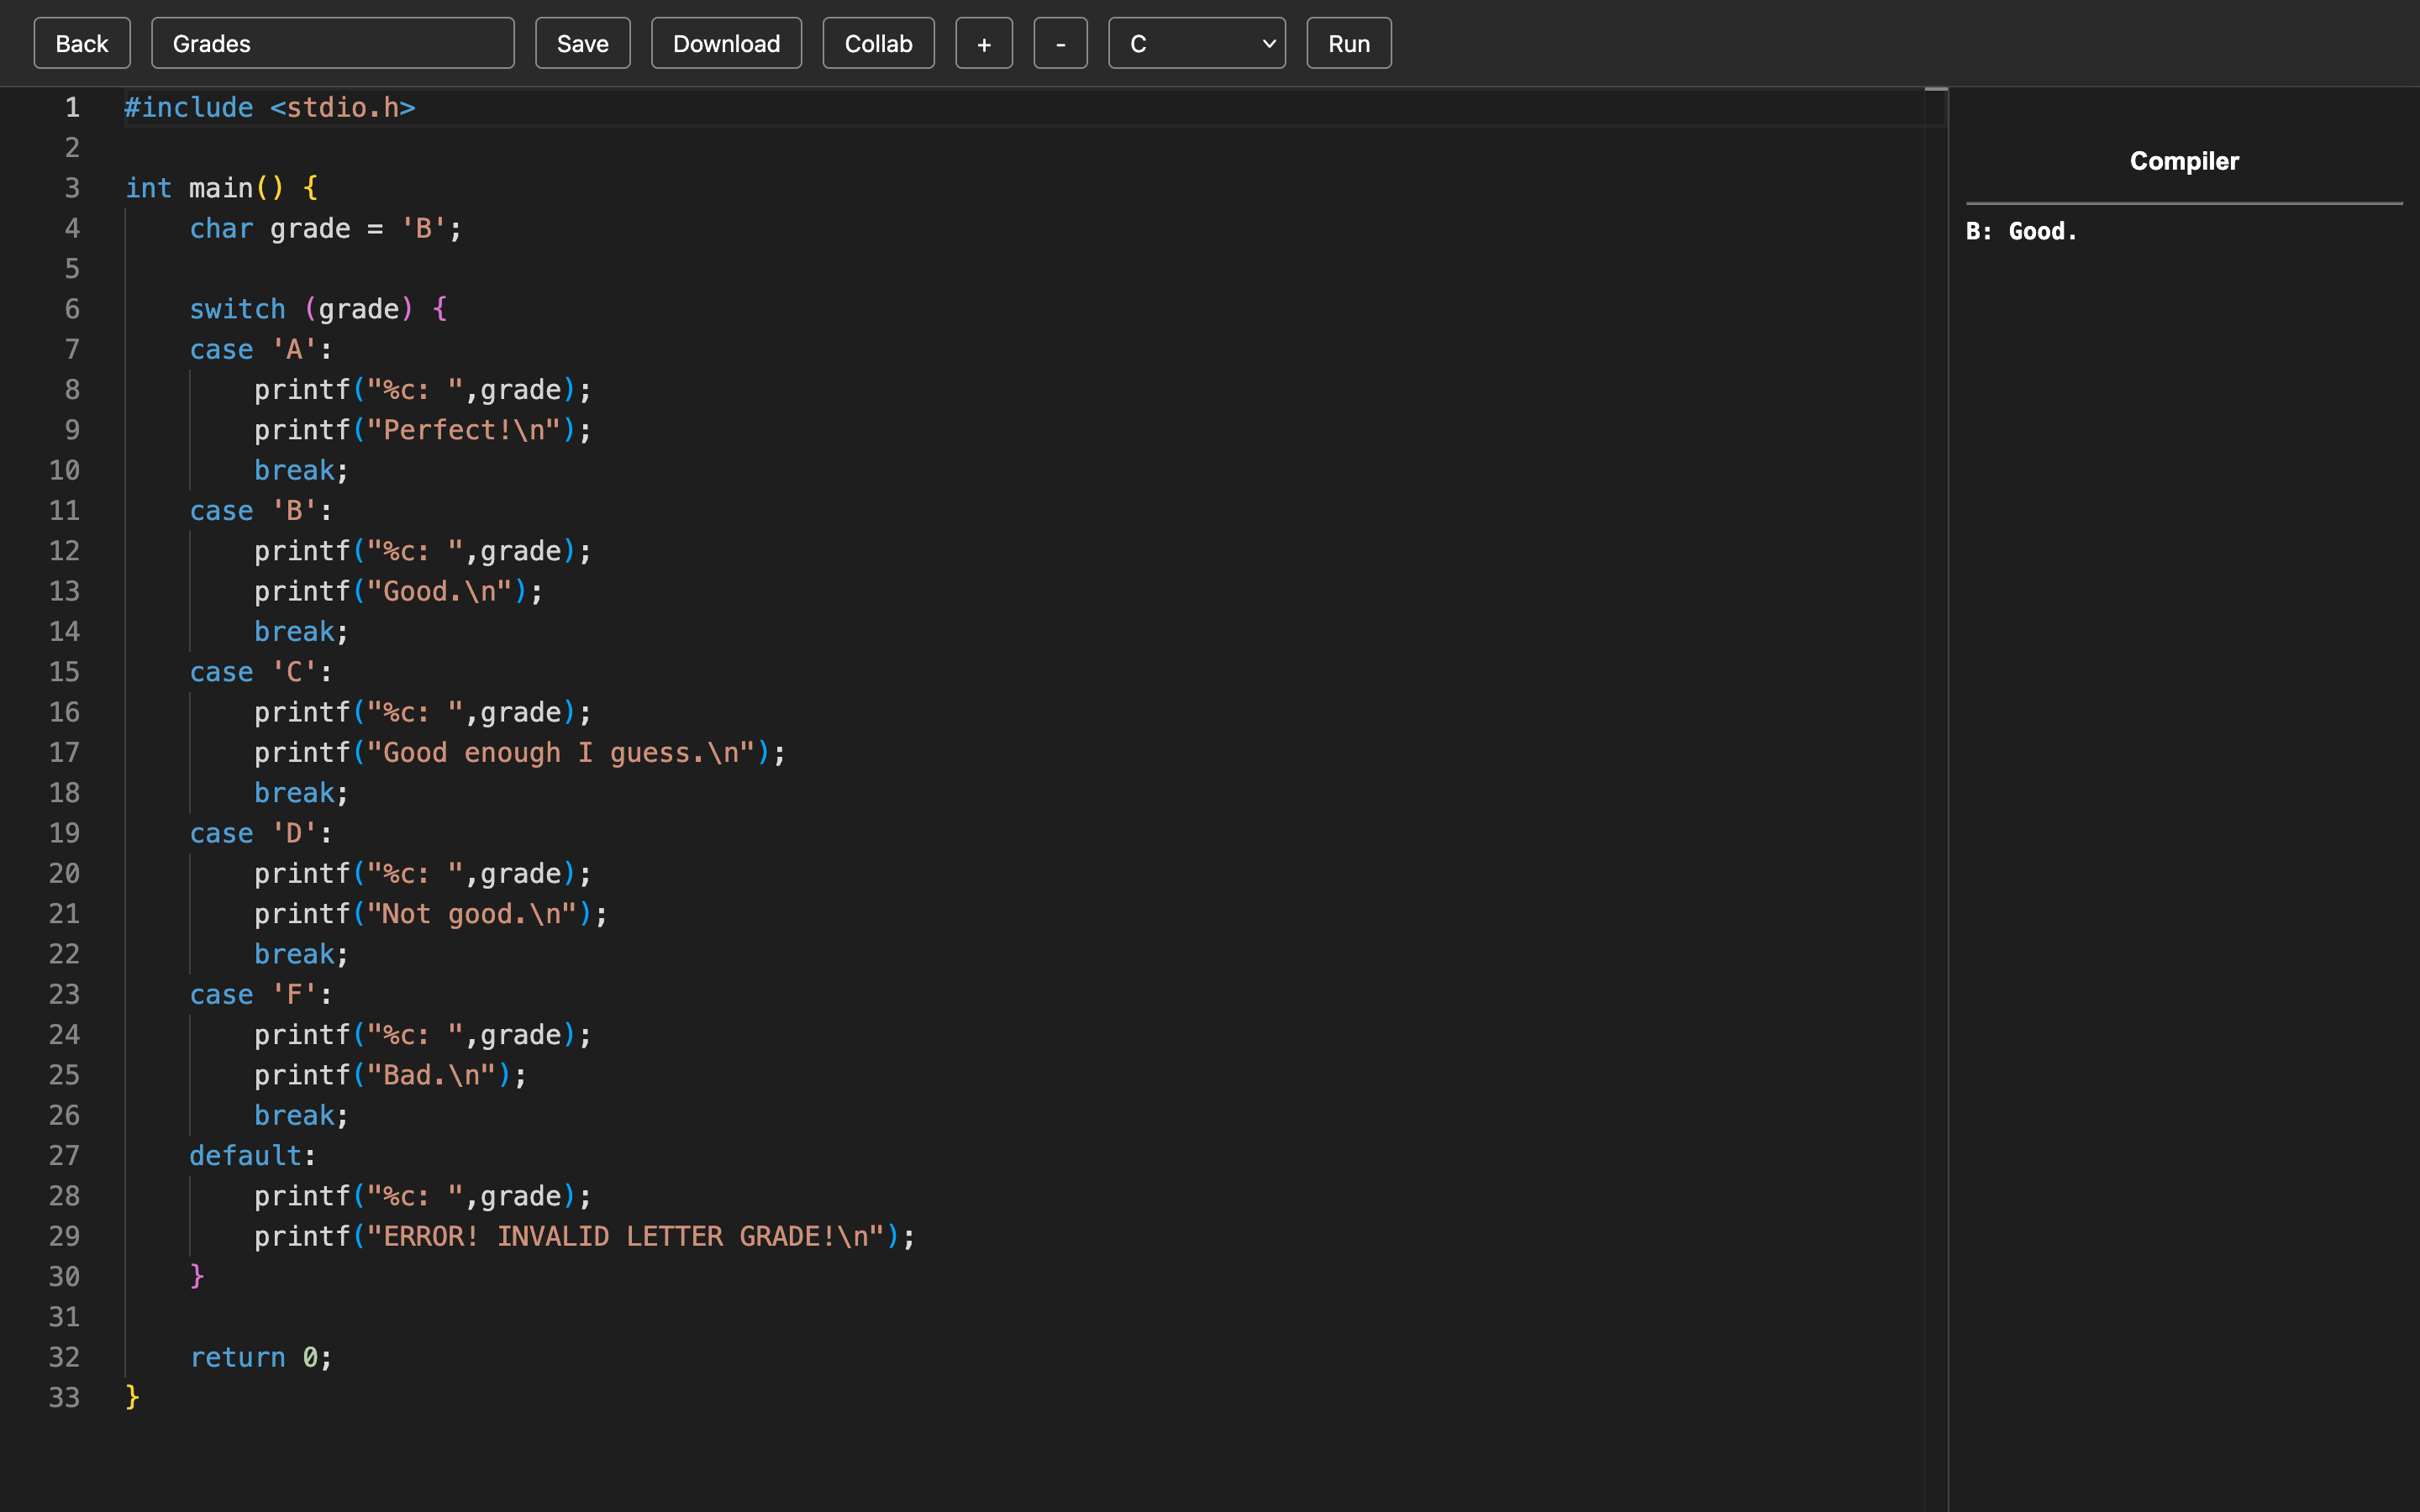 Back Grades Save Download Collab + - C Run
1 #include <stdio.h>
2
3 int main() {
4     char grade = 'B';
5
6     switch (grade) {
7     case 'A':
8         printf("%c: ",grade);
9         printf("Perfect!\n");
10         break;
11     case 'B':
12         printf("%c: ",grade);
13         printf("Good.\n");
14         break;
15     case 'C':
16         printf("%c: ",grade);
17         printf("Good enough I guess.\n");
18         break;
19     case 'D':
20         printf("%c: ",grade);
21         printf("Not good.\n");
22         break;
23     case 'F':
24         printf("%c: ",grade);
25         printf("Bad.\n");
26         break;
27     default:
28         printf("%c: ",grade);
29         printf("ERROR! INVALID LETTER GRADE!\n");
30     }
31
32     return 0;
33 }
Compiler
B: Good.